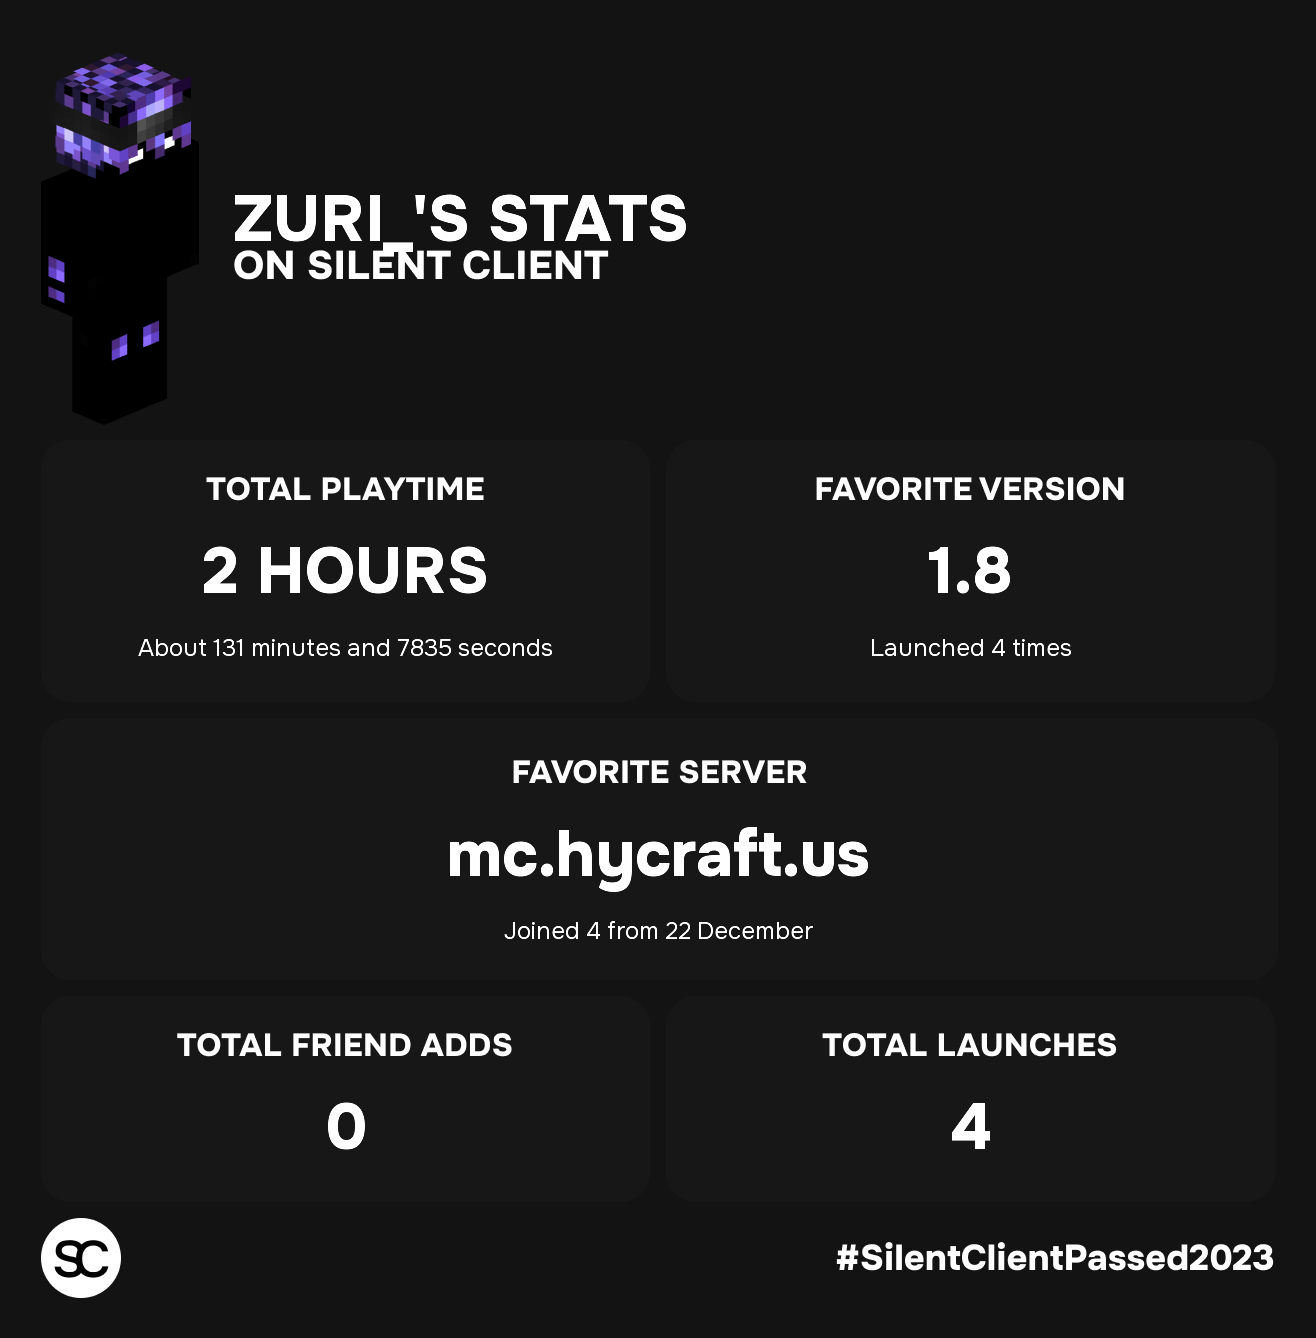 ZURI_'S STATS
ON SILENT CLIENT
TOTAL PLAYTIME
2 HOURS
About 131 minutes and 7835 seconds
FAVORITE VERSION
1.8
Launched 4 times
FAVORITE SERVER
mc.hycraft.us
Joined 4 from 22 December
TOTAL FRIEND ADDS
0
TOTAL LAUNCHES
4
SC
#SilentClientPassed2023